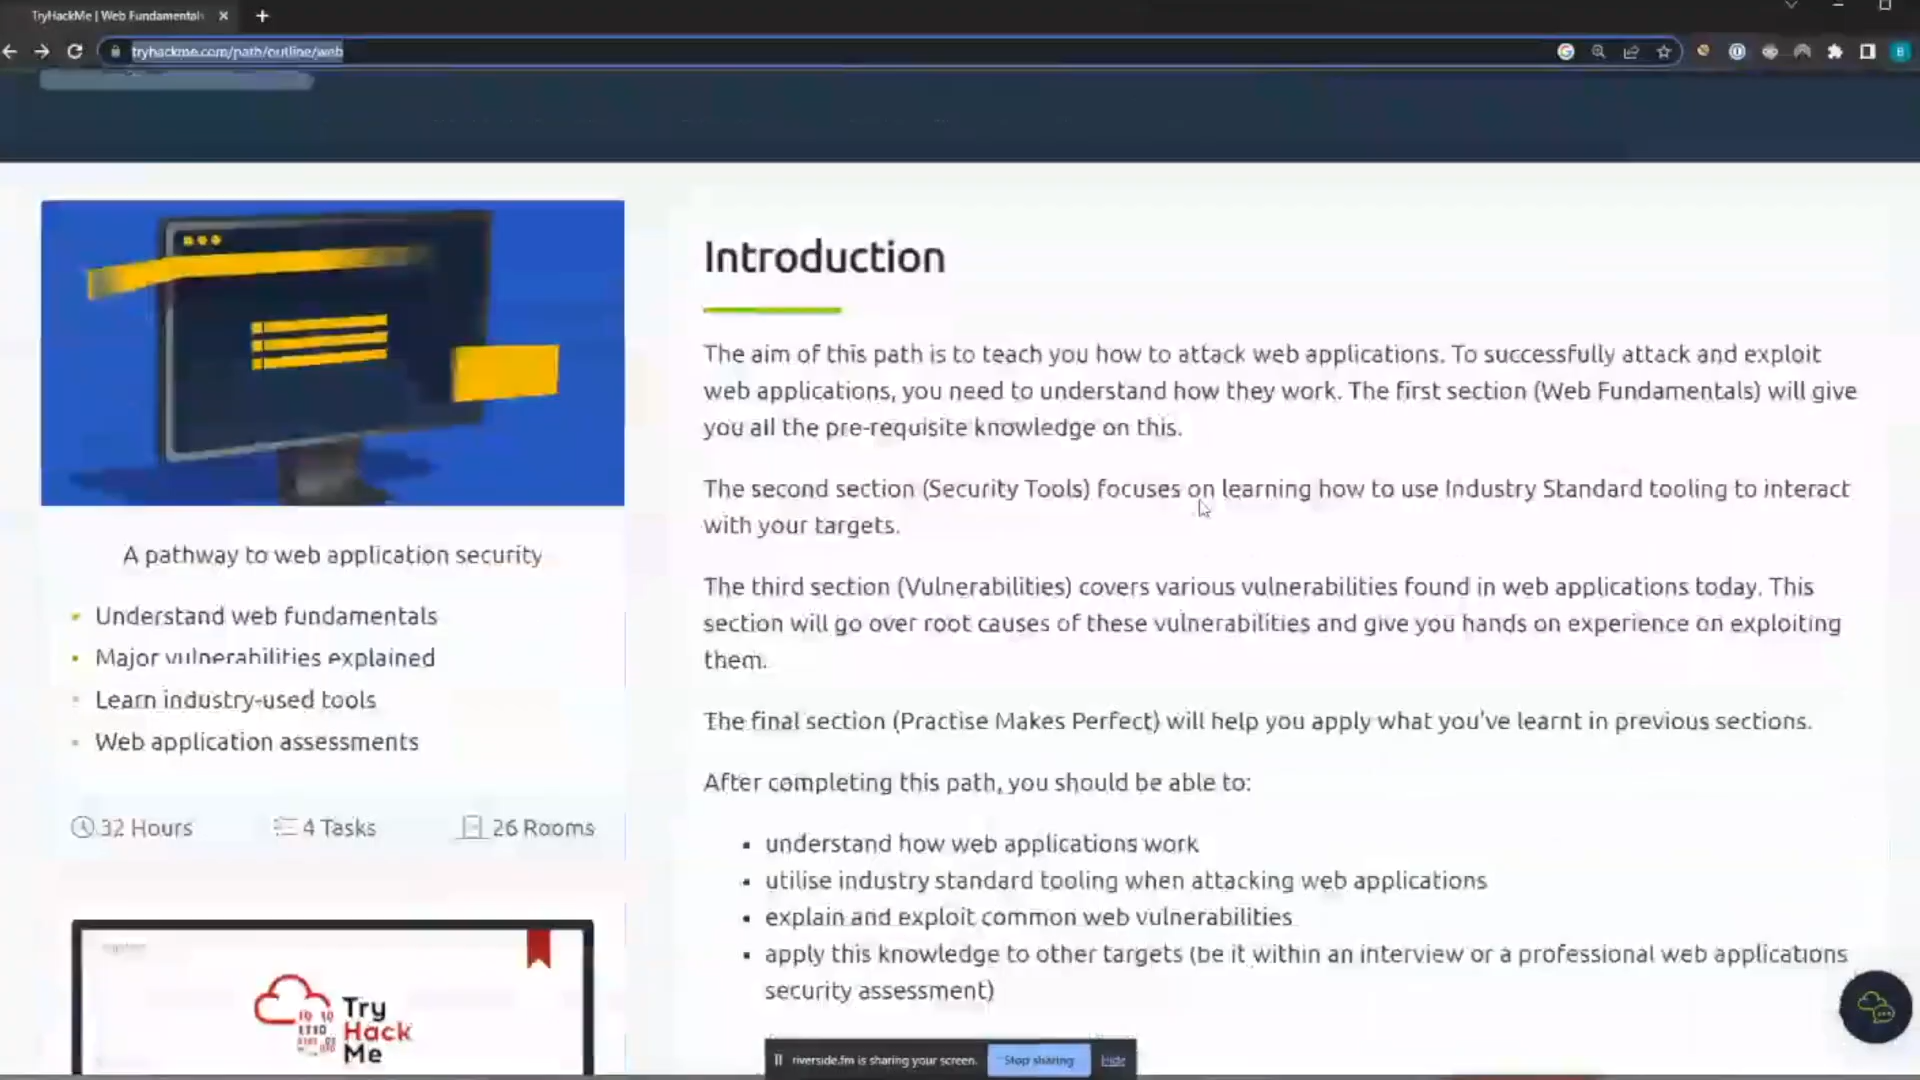 TryHackMe | Web Fundamentals
tryhackme.com/path/outline/web
B
Introduction
The aim of this path is to teach you how to attack web applications. To successfully attack and exploit
web applications, you need to understand how they work. The first section (Web Fundamentals) will give
you all the pre-requisite knowledge on this.
The second section (Security Tools) focuses on learning how to use Industry Standard tooling to interact
with your targets.
The third section (Vulnerabilities) covers various vulnerabilities found in web applications today. This
section will go over root causes of these vulnerabilities and give you hands on experience on exploiting
them.
The final section (Practise Makes Perfect) will help you apply what you've learnt in previous sections.
After completing this path, you should be able to:
understand how web applications work
utilise industry standard tooling when attacking web applications
explain and exploit common web vulnerabilities
apply this knowledge to other targets (be it within an interview or a professional web applications
security assessment)
A pathway to web application security
Understand web fundamentals
Major vulnerabilities explained
Learn industry-used tools
Web application assessments
32 Hours 4 Tasks 26 Rooms
Try
Hack
Me
riverside.fm is sharing your screen. Stop sharing Hide